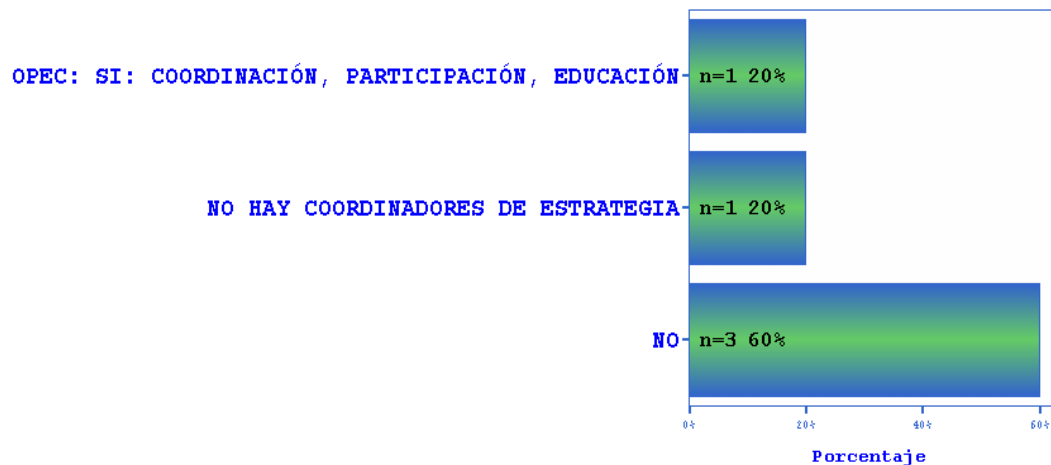 OPEC: SI: COORDINACIÓN, PARTICIPACIÓN, EDUCACIÓN
n=1 20%
NO HAY COORDINADORES DE ESTRATEGIA
n=1 20%
NO
n=3 60%
0% 20% 40% 60%
Porcentaje